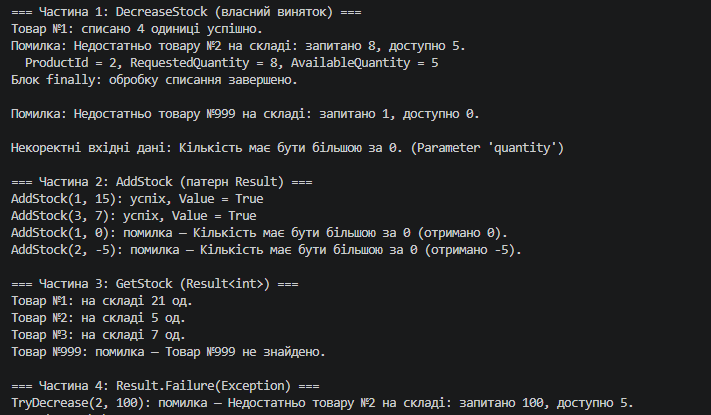 === Частина 1: DecreaseStock (власний виняток) ===
Товар №1: списано 4 одиниці успішно.
Помилка: Недостатньо товару №2 на складі: запитано 8, доступно 5.
  ProductId = 2, RequestedQuantity = 8, AvailableQuantity = 5
Блок finally: обробку списання завершено.

Помилка: Недостатньо товару №999 на складі: запитано 1, доступно 0.

Некоректні вхідні дані: Кількість має бути більшою за 0. (Parameter 'quantity')

=== Частина 2: AddStock (патерн Result) ===
AddStock(1, 15): успіх, Value = True
AddStock(3, 7): успіх, Value = True
AddStock(1, 0): помилка — Кількість має бути більшою за 0 (отримано 0).
AddStock(2, -5): помилка — Кількість має бути більшою за 0 (отримано -5).

=== Частина 3: GetStock (Result<int>) ===
Товар №1: на складі 21 од.
Товар №2: на складі 5 од.
Товар №3: на складі 7 од.
Товар №999: помилка — Товар №999 не знайдено.

=== Частина 4: Result.Failure(Exception) ===
TryDecrease(2, 100): помилка — Недостатньо товару №2 на складі: запитано 100, доступно 5.